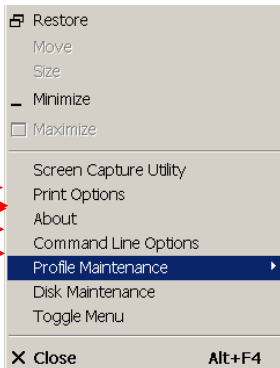 Restore
Move
Size
Minimize
Maximize
Screen Capture Utility
Print Options
About
Command Line Options
Profile Maintenance
Disk Maintenance
Toggle Menu
Close Alt+F4